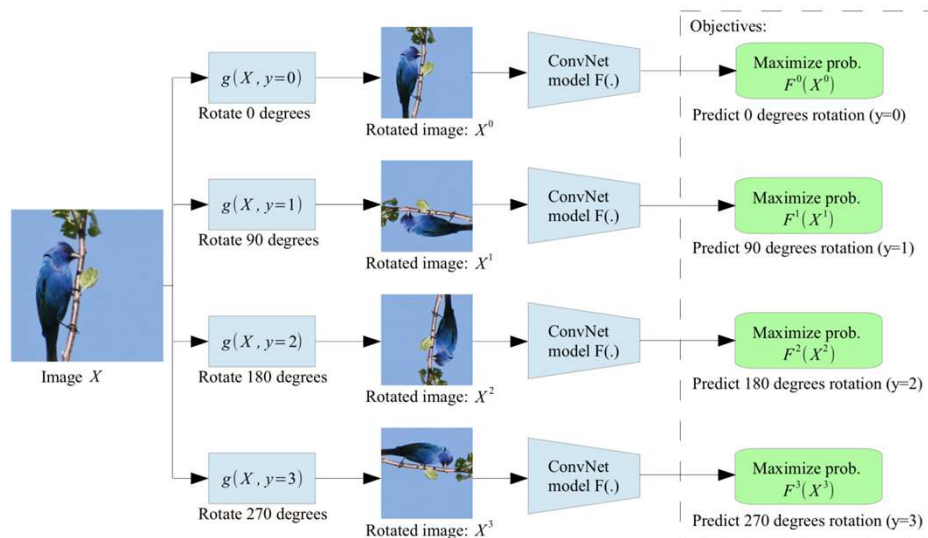 Objectives:
g(X, y=0)
Rotate 0 degrees
Rotated image: X⁰
ConvNet
model F(.)
Maximize prob.
F⁰(X⁰)
Predict 0 degrees rotation (y=0)
g(X, y=1)
Rotate 90 degrees
Rotated image: X¹
ConvNet
model F(.)
Maximize prob.
F¹(X¹)
Predict 90 degrees rotation (y=1)
Image X
g(X, y=2)
Rotate 180 degrees
Rotated image: X²
ConvNet
model F(.)
Maximize prob.
F²(X²)
Predict 180 degrees rotation (y=2)
g(X, y=3)
Rotate 270 degrees
Rotated image: X³
ConvNet
model F(.)
Maximize prob.
F³(X³)
Predict 270 degrees rotation (y=3)